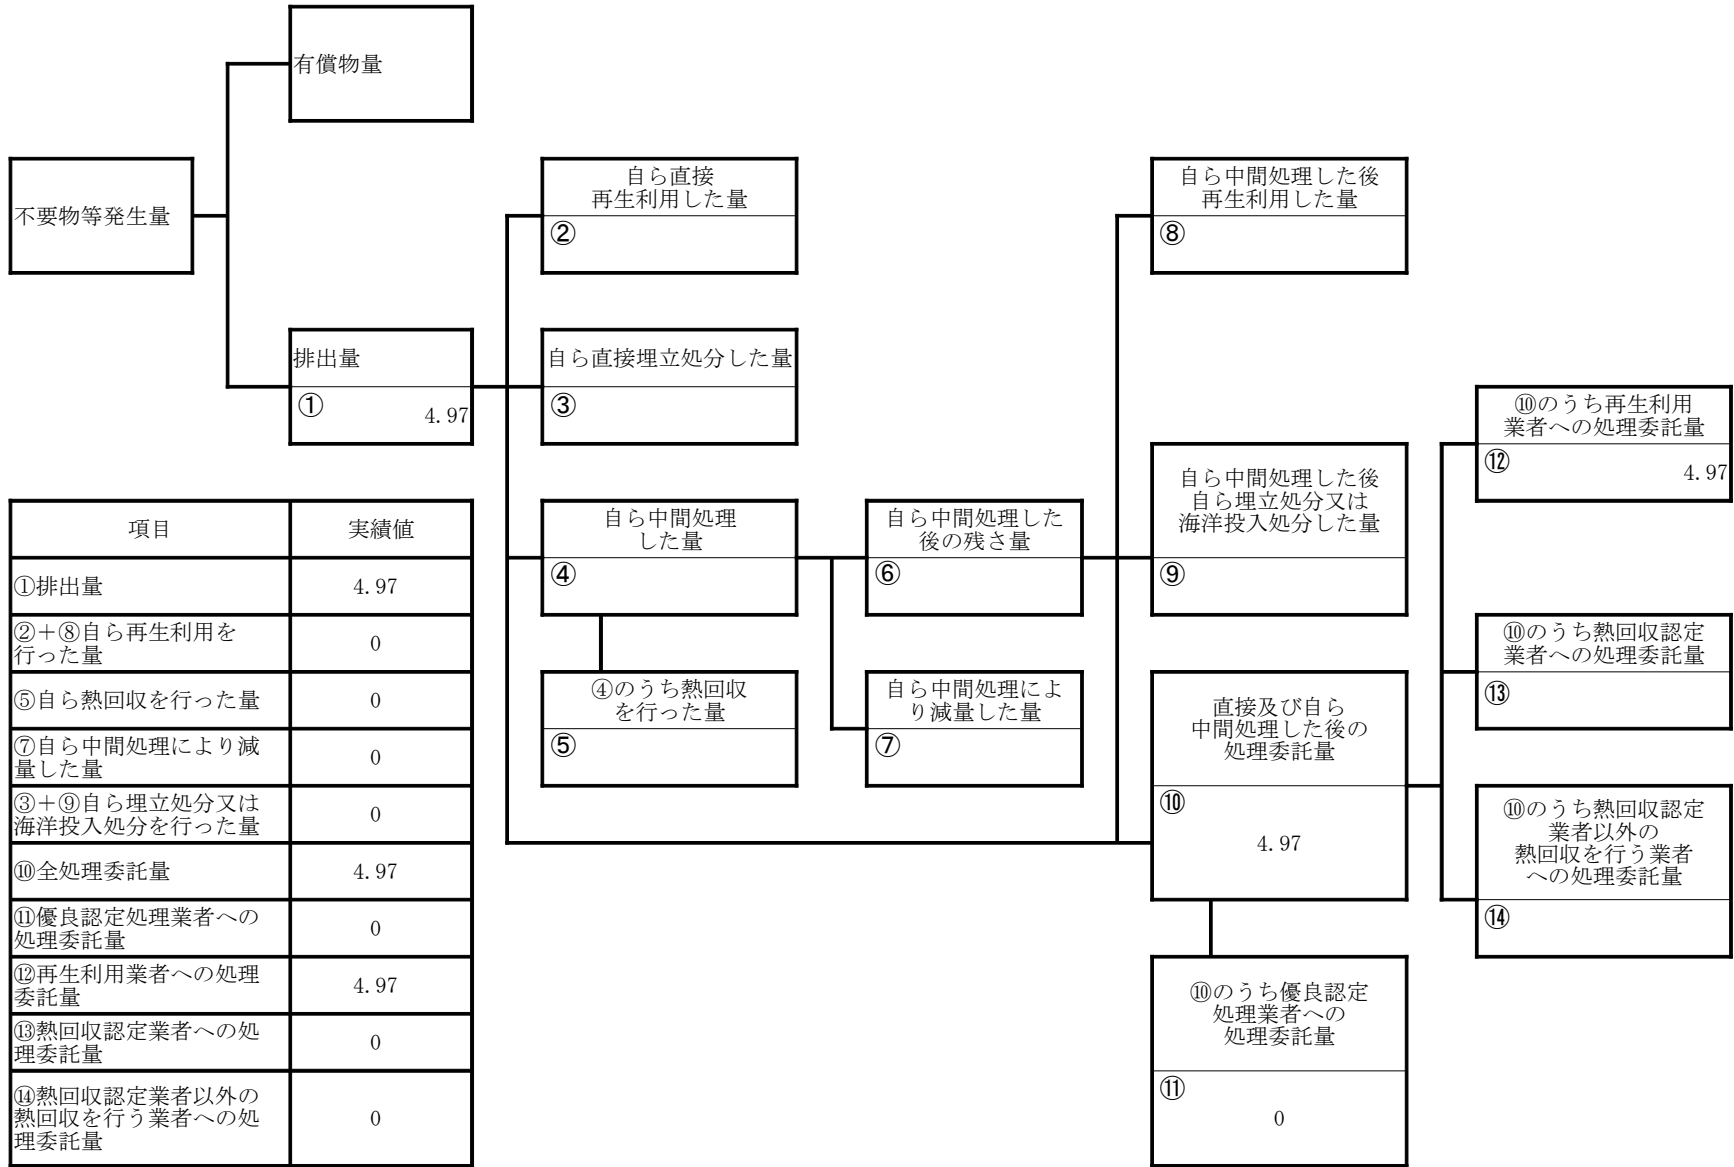 有償物量
不要物等発生量
自ら直接
再生利用した量
②
自ら中間処理した後
再生利用した量
⑧
排出量
①
4.97
自ら直接埋立処分した量
③
⑩のうち再生利用
業者への処理委託量
⑫
4.97
自ら中間処理した後
自ら埋立処分又は
海洋投入処分した量
⑨
自ら中間処理
した量
④
自ら中間処理した
後の残さ量
⑥
⑩のうち熱回収認定
業者への処理委託量
⑬
④のうち熱回収
を行った量
⑤
自ら中間処理によ
り減量した量
⑦
直接及び自ら
中間処理した後の
処理委託量
⑩
4.97
⑩のうち熱回収認定
業者以外の
熱回収を行う業者
への処理委託量
⑭
⑩のうち優良認定
処理業者への
処理委託量
⑪
0
項目
実績値
①排出量
4.97
②＋⑧自ら再生利用を
行った量
0
⑤自ら熱回収を行った量
0
⑦自ら中間処理により減
量した量
0
③＋⑨自ら埋立処分又は
海洋投入処分を行った量
0
⑩全処理委託量
4.97
⑪優良認定処理業者への
処理委託量
0
⑫再生利用業者への処理
委託量
4.97
⑬熱回収認定業者への処
理委託量
0
⑭熱回収認定業者以外の
熱回収を行う業者への処
理委託量
0